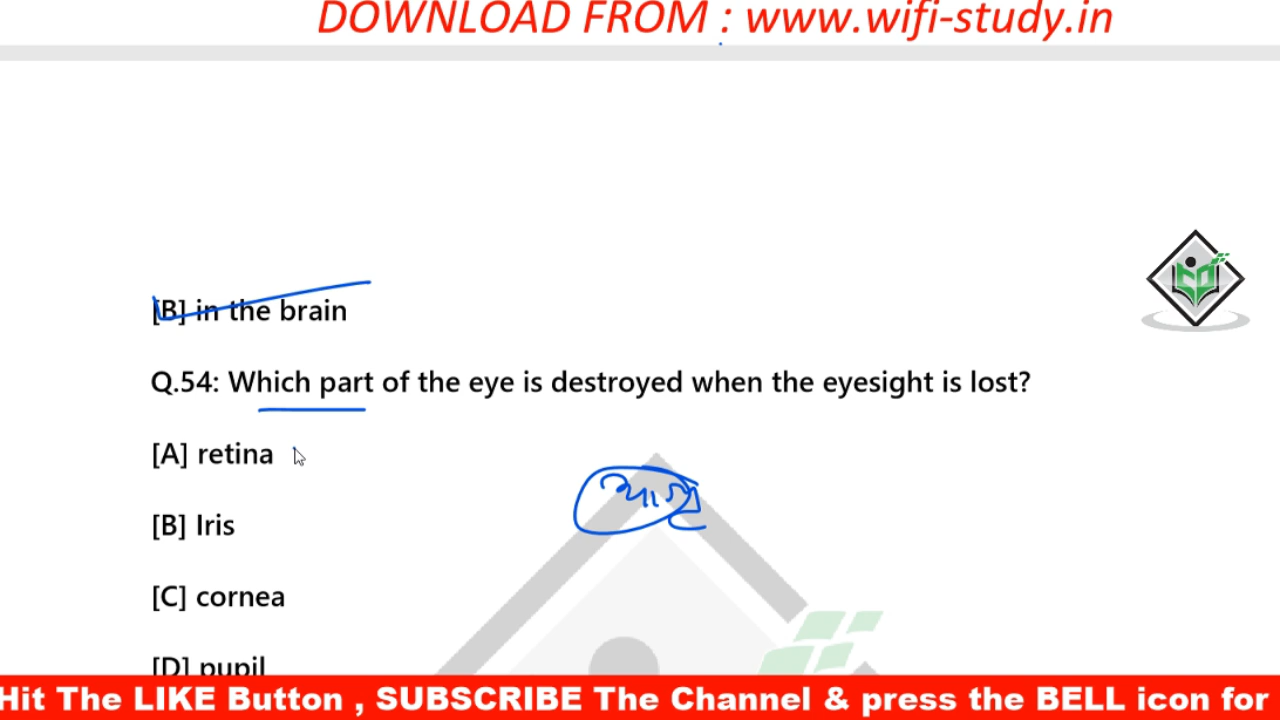 DOWNLOAD FROM : www.wifi-study.in
[B] in the brain
Q.54: Which part of the eye is destroyed when the eyesight is lost?
[A] retina
[B] Iris
[C] cornea
[D] pupil
Hit The LIKE Button , SUBSCRIBE The Channel & press the BELL icon for